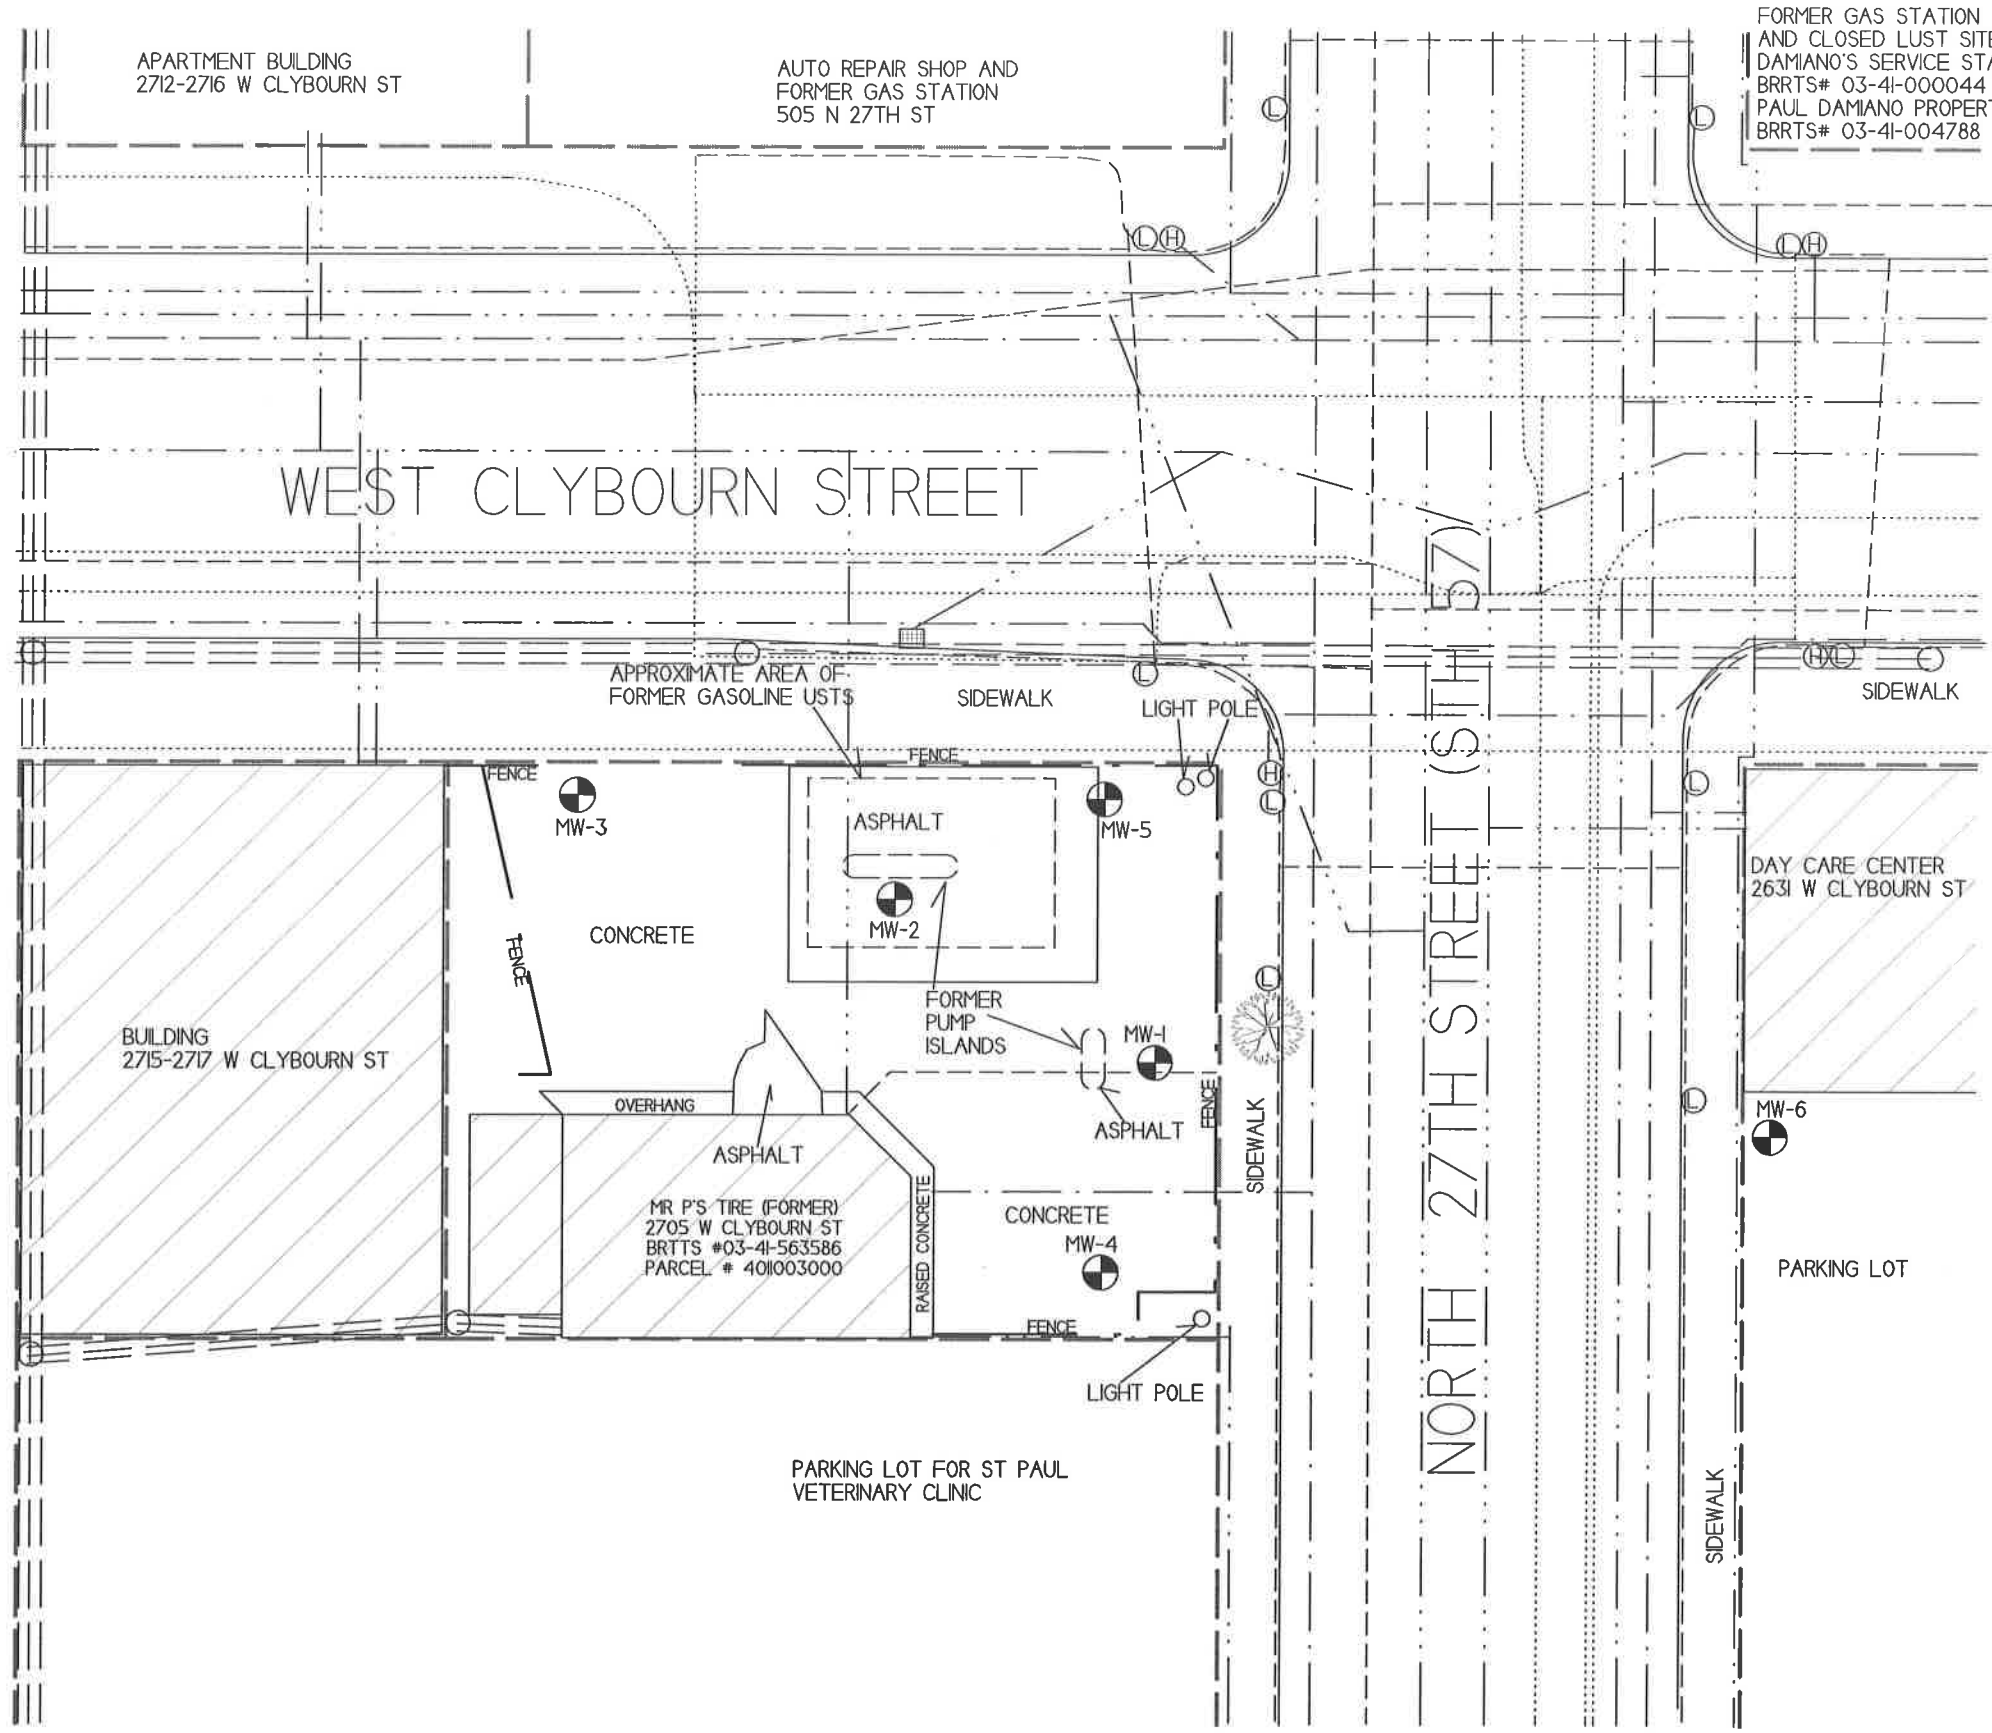 APARTMENT BUILDING
2712-2716 W CLYBOURN ST
AUTO REPAIR SHOP AND
FORMER GAS STATION
505 N 27TH ST
FORMER GAS STATION
AND CLOSED LUST SITE
DAMIANO'S SERVICE STA
BRRTS# 03-41-000044
PAUL DAMIANO PROPERT
BRRTS# 03-41-004788
L
L
L H
L H
WEST CLYBOURN STREET
APPROXIMATE AREA OF
FORMER GASOLINE USTS
SIDEWALK
L
LIGHT POLE
H L
SIDEWALK
FENCE
FENCE
MW-3
ASPHALT
MW-5
H
L
L
MW-2
CONCRETE
FENCE
DAY CARE CENTER
2631 W CLYBOURN ST
L
FORMER
PUMP
ISLANDS
MW-1
BUILDING
2715-2717 W CLYBOURN ST
OVERHANG
FENCE
ASPHALT
ASPHALT
L
MW-6
SIDEWALK
MR P'S TIRE (FORMER)
2705 W CLYBOURN ST
BRTTS #03-41-563586
PARCEL # 4011003000
RAISED CONCRETE
CONCRETE
MW-4
FENCE
LIGHT POLE
PARKING LOT
NORTH 27TH STREET (STH 57)
PARKING LOT FOR ST PAUL
VETERINARY CLINIC
SIDEWALK